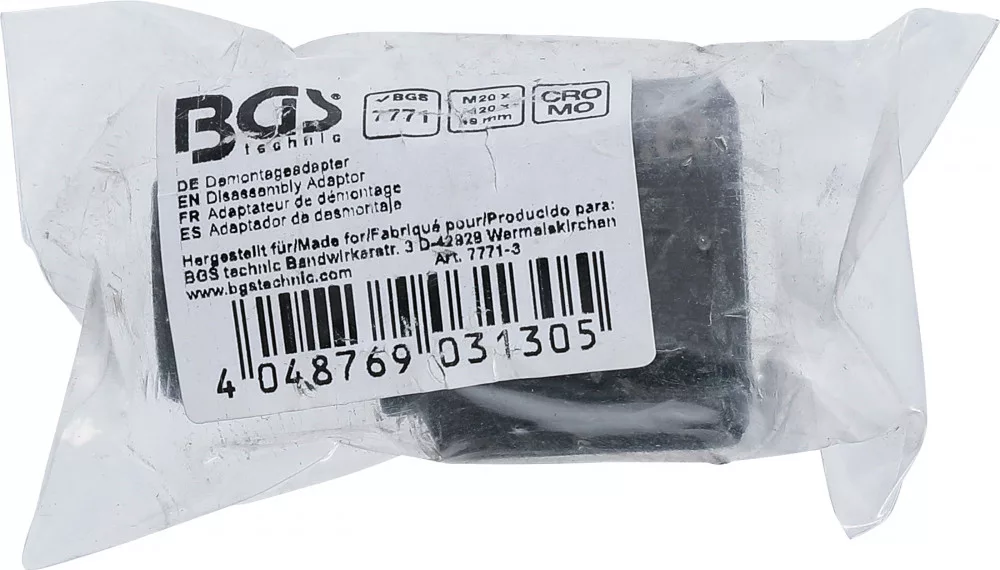 BGS®
technic
BGS
7771
M20 x
M20 x
mm
CRO
MO
DE Demontageadapter
EN Disassembly Adaptor
FR Adaptateur de démontage
ES Adaptador de desmontaje
Hergestellt für/Made for/Fabriqué pour/Producido para:
BGS technic Bandwirkerstr. 3 D-42929 Wermelskirchen
www.bgstechnic.com
Art. 7771-3
4 048769 031305